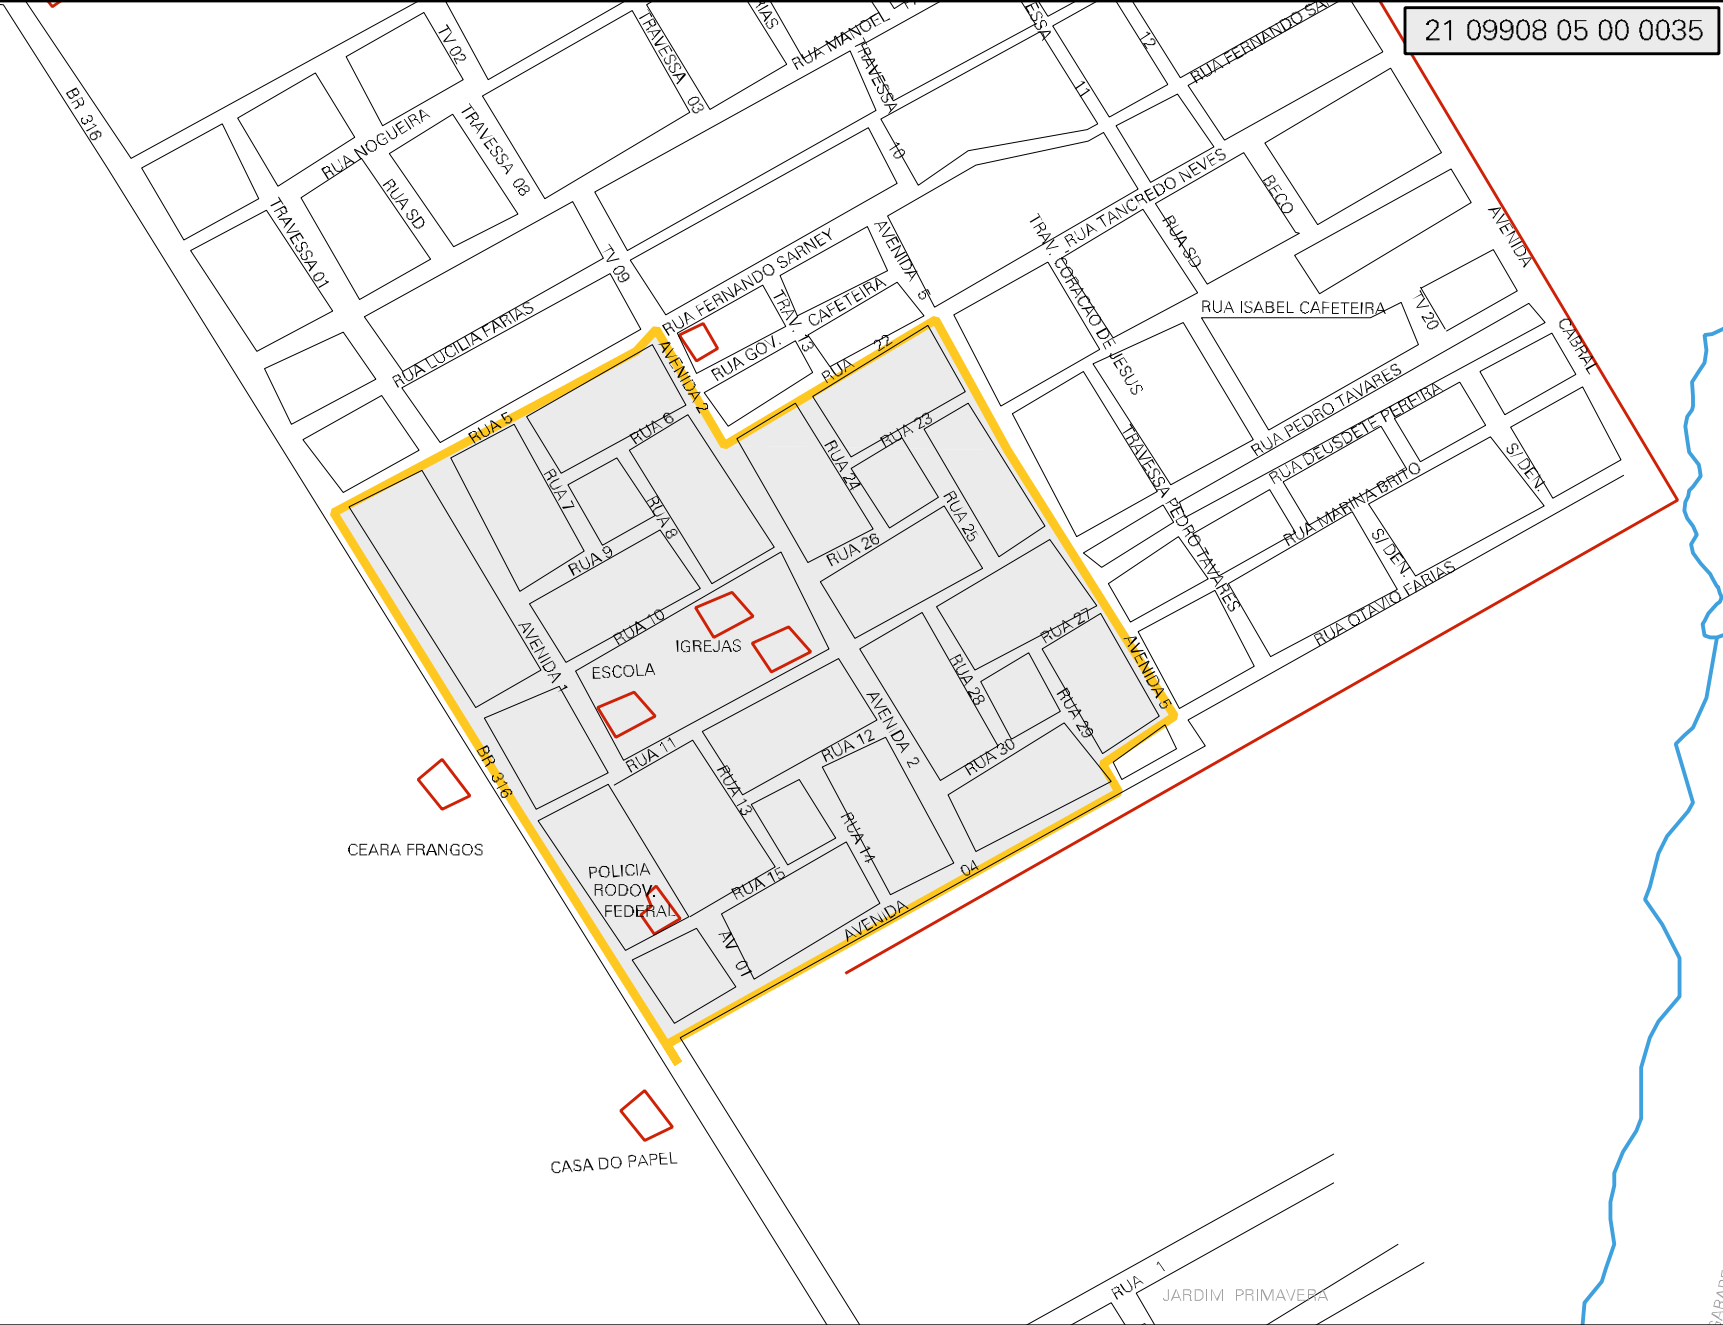 21 09908 05 00 0035
TV 02
TRAVESSA 03
RUA MANOEL
TRAVESSA 10
11
12
RUA FERNANDO
BR 316
RUA NOGUEIRA
TRAVESSA 08
RUA SD
TRAVESSA 01
TV 09
RUA FERNANDO SARNEY
AVENIDA 5
RUA TANCREDO NEVES
BECO
RUA SD
AVENIDA CABRAL
TRAV. CORACAO DE JESUS
RUA ISABEL CAFETEIRA
TV 20
RUA LUCILIA FARIAS
TRAV. 13
RUA GOV. CAFETEIRA
RUA 22
AVENIDA 2
RUA PEDRO TAVARES
RUA DEUSDETE PEREIRA
RUA MARINA BRITO
S/ DEN.
S/ DEN.
TRAVESSA PEDRO TAVARES
RUA OTAVIO FARIAS
RUA 5
RUA 6
RUA 7
RUA 8
RUA 9
RUA 10
RUA 23
RUA 24
RUA 25
RUA 26
RUA 27
RUA 28
RUA 29
RUA 30
AVENIDA 5
AVENIDA 1
IGREJAS
ESCOLA
RUA 11
RUA 12
AVENIDA 2
RUA 13
RUA 14
RUA 15
BR 316
CEARA FRANGOS
POLICIA
RODOV.
FEDERAL
AV 01
AVENIDA 04
CASA DO PAPEL
RUA 1
JARDIM PRIMAVERA